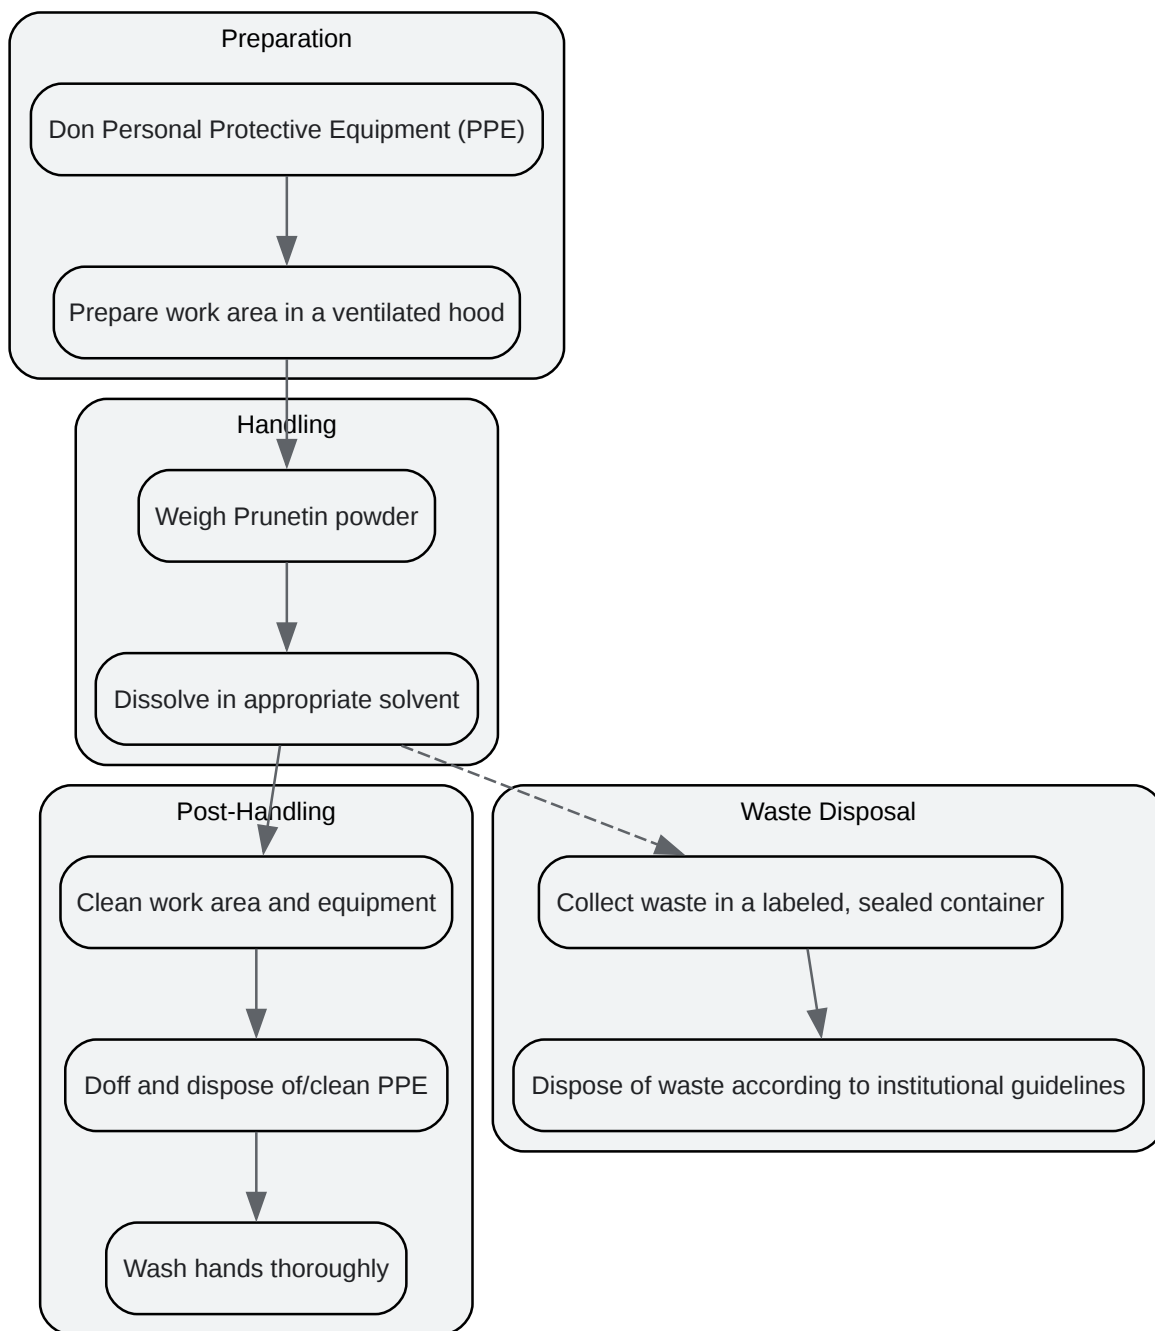 Preparation
Don Personal Protective Equipment (PPE)
Prepare work area in a ventilated hood
Handling
Weigh Prunetin powder
Dissolve in appropriate solvent
Post-Handling
Clean work area and equipment
Doff and dispose of/clean PPE
Wash hands thoroughly
Waste Disposal
Collect waste in a labeled, sealed container
Dispose of waste according to institutional guidelines